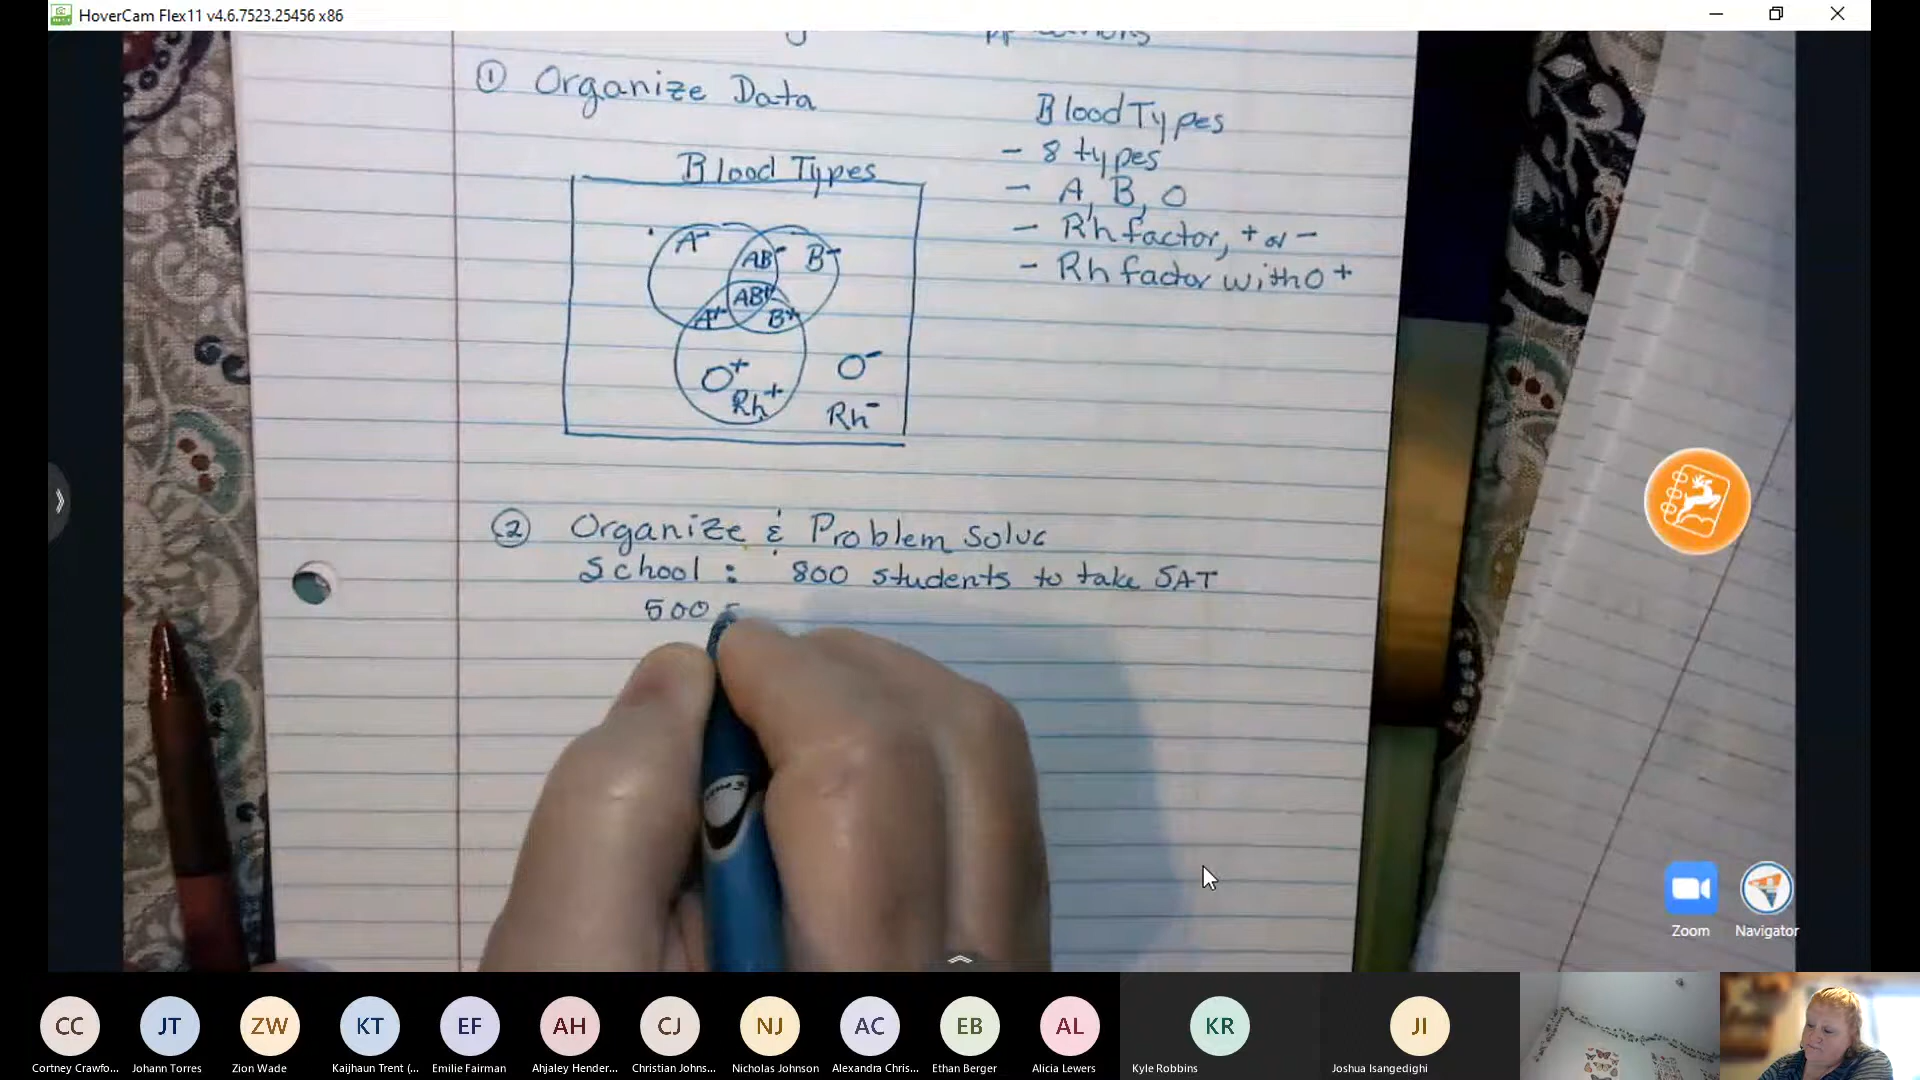 HoverCam Flex11 v4.6.7523.25456 x86
① Organize Data
Blood Types
A-
AB-
B-
AB+
A+
B+
O+
Rh+
O-
Rh-
Blood Types
- 8 types
- A, B, O
- Rh factor, + or -
- Rh factor with O +
② Organize & Problem Solve
School : 800 students to take SAT
500
Zoom
Navigator
CC
JT
ZW
KT
EF
AH
CJ
NJ
AC
EB
AL
KR
JI
Cortney Crawfo...
Johann Torres
Zion Wade
Kaijhaun Trent (...
Emilie Fairman
Ahjaley Hender...
Christian Johns...
Nicholas Johnson
Alexandra Chris...
Ethan Berger
Alicia Lewers
Kyle Robbins
Joshua Isangedighi